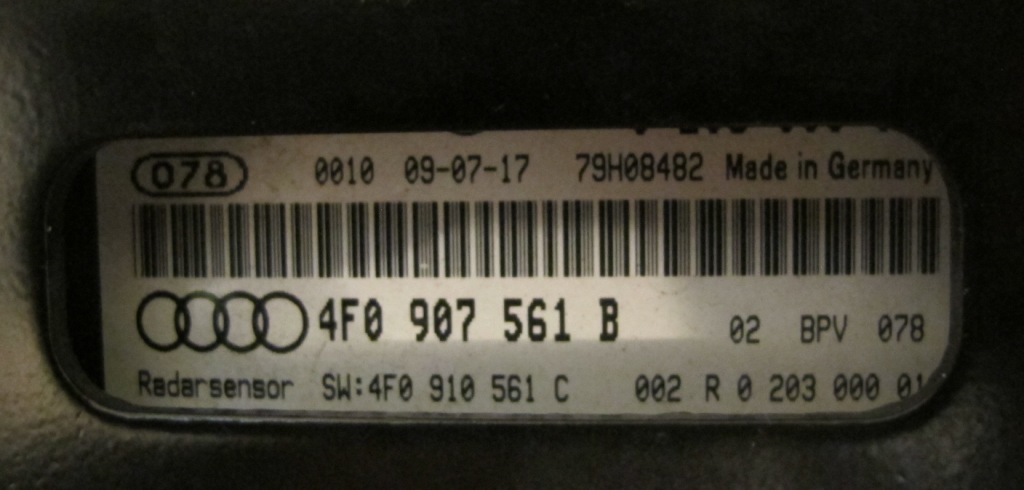 078 0010 09-07-17 79H08482 Made in Germany
4F0 907 561 B 02 BPV 078
Radarsensor SW:4F0 910 561 C 002 R 0 203 000 01